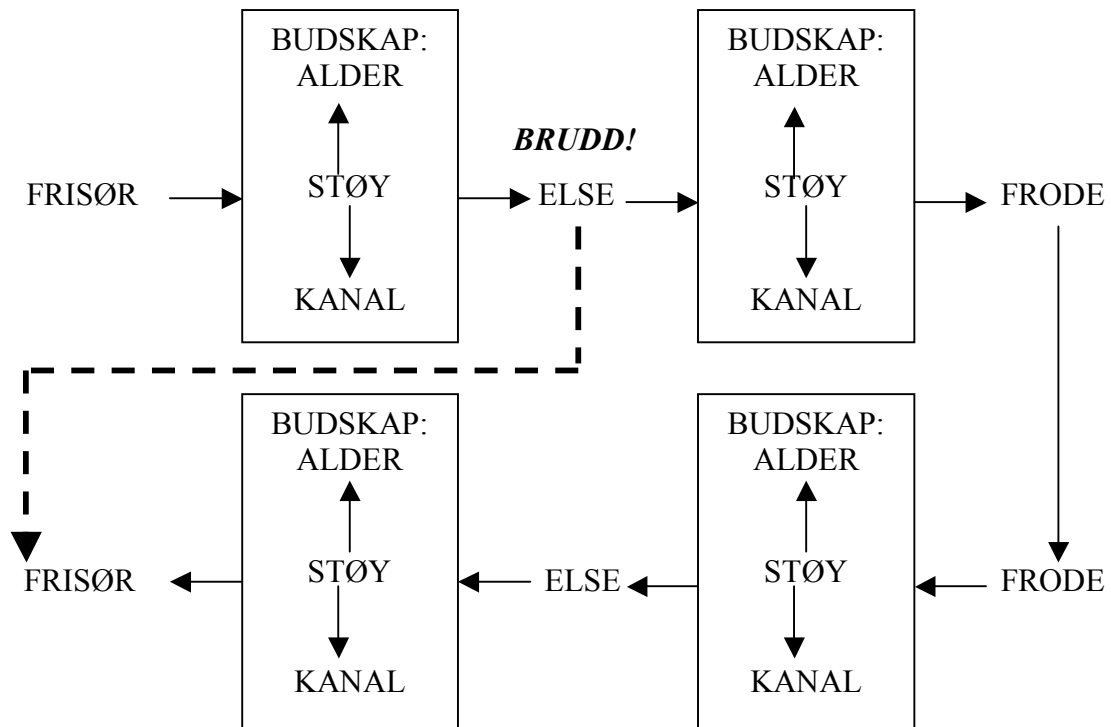 BUDSKAP:
ALDER
BUDSKAP:
ALDER
BRUDD!
FRISØR
STØY
ELSE
STØY
FRODE
KANAL
KANAL
BUDSKAP:
ALDER
BUDSKAP:
ALDER
FRISØR
STØY
ELSE
STØY
FRODE
KANAL
KANAL